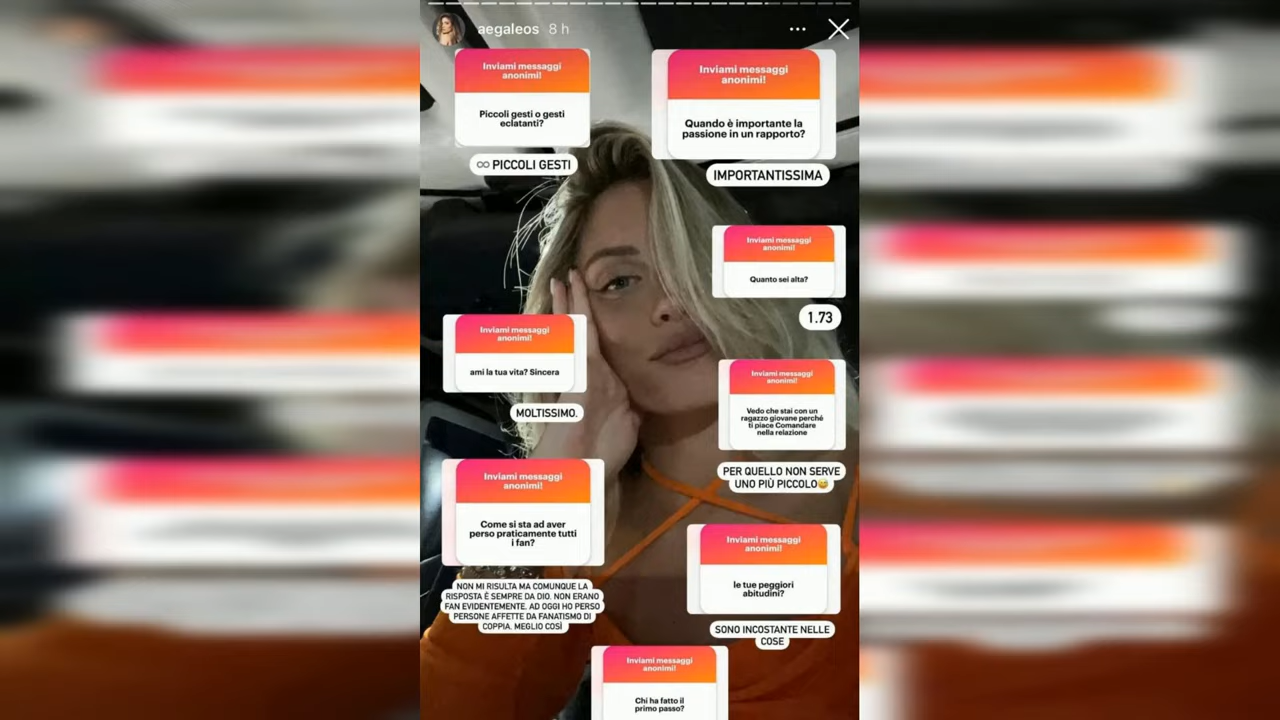 aegaleos 8 h
Inviami messaggi
anonimi!
Piccoli gesti o gesti
eclatanti?
∞ PICCOLI GESTI
Inviami messaggi
anonimi!
Quando è importante la
passione in un rapporto?
IMPORTANTISSIMA
Inviami messaggi
anonimi!
Quanto sei alta?
1.73
Inviami messaggi
anonimi!
ami la tua vita? Sincera
MOLTISSIMO.
Inviami messaggi
anonimi!
Vedo che stai con un
ragazzo giovane perché
ti piace Comandare
nella relazione
PER QUELLO NON SERVE
UNO PIÙ PICCOLO😅
Inviami messaggi
anonimi!
Come si sta ad aver
perso praticamente tutti
i fan?
NON MI RISULTA MA COMUNQUE LA
RISPOSTA È SEMPRE DA DIO. NON ERANO
FAN EVIDENTEMENTE. AD OGGI HO PERSO
PERSONE AFFETTE DA FANATISMO DI
COPPIA. MEGLIO COSÌ
Inviami messaggi
anonimi!
le tue peggiori
abitudini?
SONO INCOSTANTE NELLE
COSE
Inviami messaggi
anonimi!
Chi ha fatto il
primo passo?